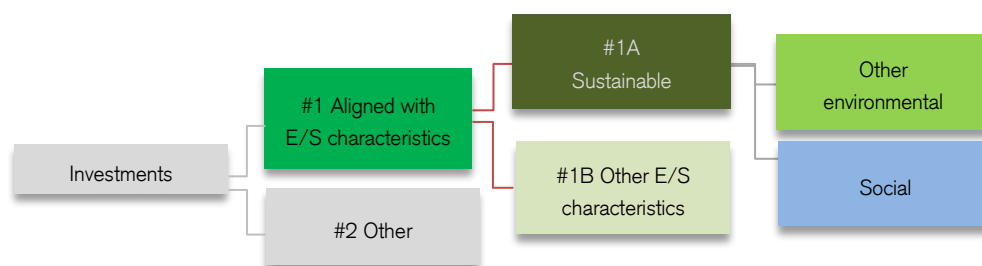 Investments
#1 Aligned with
E/S characteristics
#2 Other
#1A
Sustainable
#1B Other E/S
characteristics
Other
environmental
Social